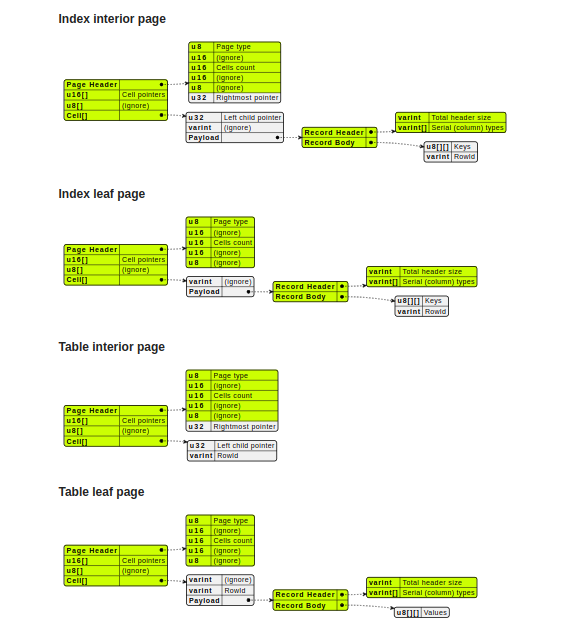 Index interior page
u8 Page type
u16 (ignore)
u16 Cells count
u16 (ignore)
u8 (ignore)
u32 Rightmost pointer
Page Header
u16[] Cell pointers
u8[] (ignore)
Cell[]
u32 Left child pointer
varint (ignore)
Payload
Record Header
Record Body
varint Total header size
varint[] Serial (column) types
u8[][] Keys
varint RowId
Index leaf page
u8 Page type
u16 (ignore)
u16 Cells count
u16 (ignore)
u8 (ignore)
Page Header
u16[] Cell pointers
u8[] (ignore)
Cell[]
varint (ignore)
Payload
Record Header
Record Body
varint Total header size
varint[] Serial (column) types
u8[][] Keys
varint RowId
Table interior page
u8 Page type
u16 (ignore)
u16 Cells count
u16 (ignore)
u8 (ignore)
u32 Rightmost pointer
Page Header
u16[] Cell pointers
u8[] (ignore)
Cell[]
u32 Left child pointer
varint RowId
Table leaf page
u8 Page type
u16 (ignore)
u16 Cells count
u16 (ignore)
u8 (ignore)
Page Header
u16[] Cell pointers
u8[] (ignore)
Cell[]
varint (ignore)
varint RowId
Payload
Record Header
Record Body
varint Total header size
varint[] Serial (column) types
u8[][] Values